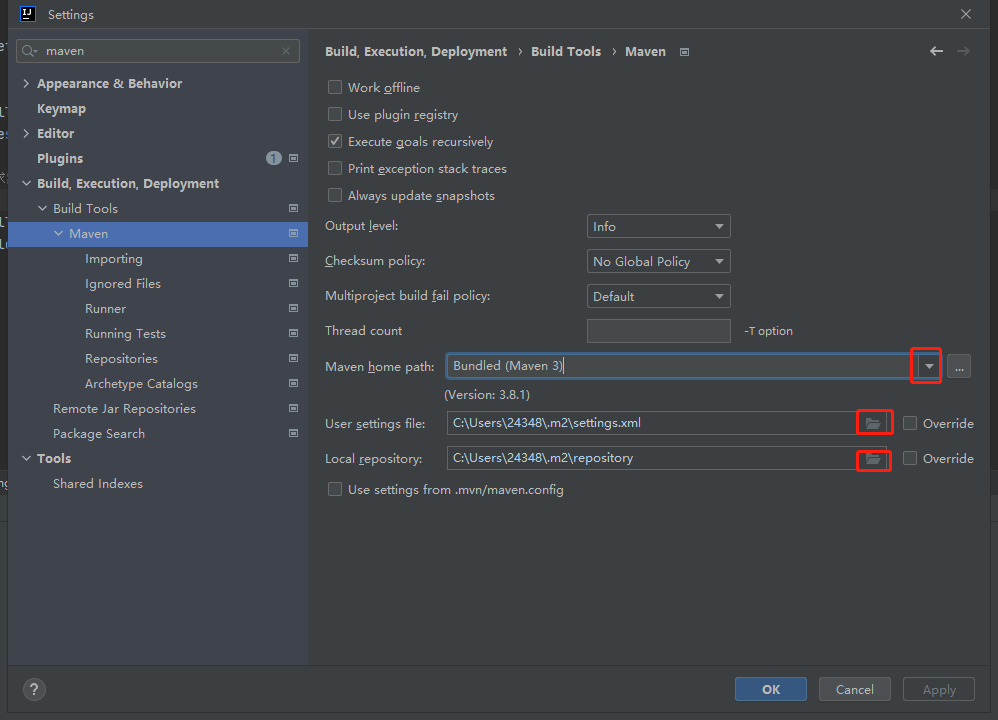 Settings
maven
Appearance & Behavior
Keymap
Editor
Plugins 1
Build, Execution, Deployment
Build Tools
Maven
Importing
Ignored Files
Runner
Running Tests
Repositories
Archetype Catalogs
Remote Jar Repositories
Package Search
Tools
Shared Indexes
Build, Execution, Deployment › Build Tools › Maven
Work offline
Use plugin registry
Execute goals recursively
Print exception stack traces
Always update snapshots
Output level: Info
Checksum policy: No Global Policy
Multiproject build fail policy: Default
Thread count -T option
Maven home path: Bundled (Maven 3) ...
(Version: 3.8.1)
User settings file: C:\Users\24348\.m2\settings.xml Override
Local repository: C:\Users\24348\.m2\repository Override
Use settings from .mvn/maven.config
? OK Cancel Apply